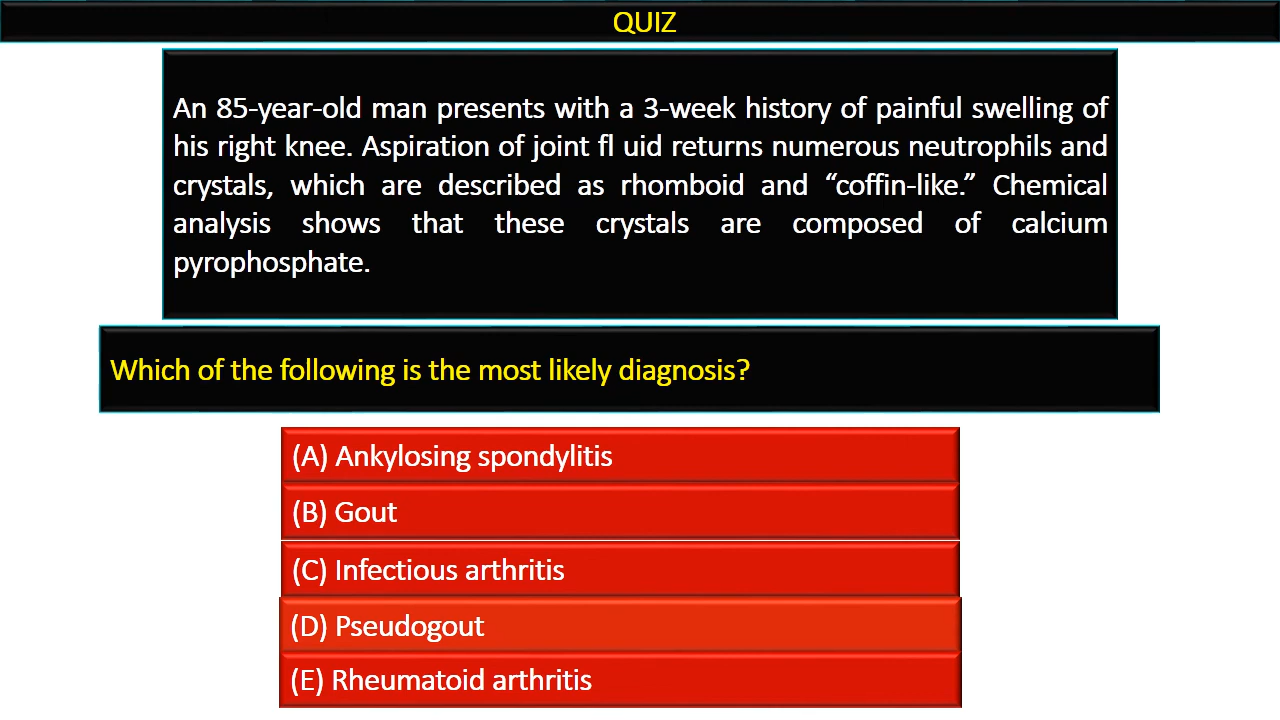 QUIZ
An 85-year-old man presents with a 3-week history of painful swelling of
his right knee. Aspiration of joint fl uid returns numerous neutrophils and
crystals, which are described as rhomboid and “coffin-like.” Chemical
analysis shows that these crystals are composed of calcium
pyrophosphate.
Which of the following is the most likely diagnosis?
(A) Ankylosing spondylitis
(B) Gout
(C) Infectious arthritis
(D) Pseudogout
(E) Rheumatoid arthritis